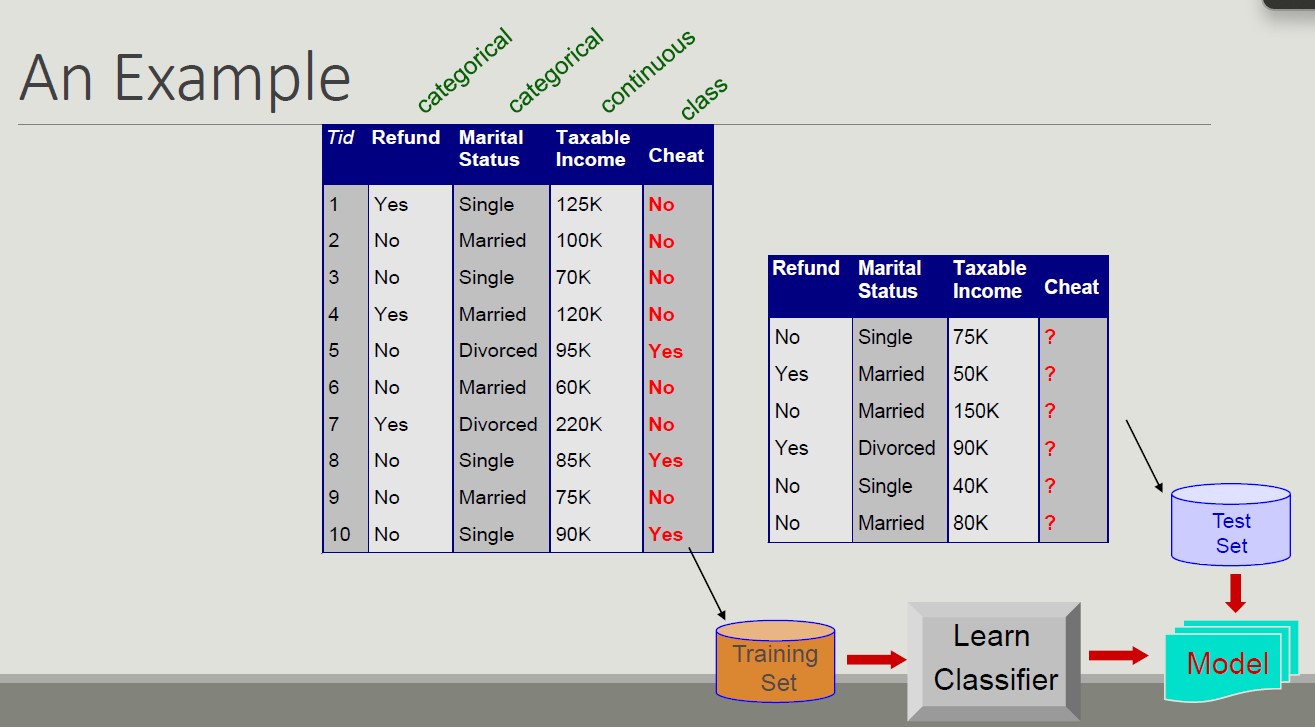 An Example
categorical
categorical
continuous
class
Tid Refund Marital Status Taxable Income Cheat
1 Yes Single 125K No
2 No Married 100K No
3 No Single 70K No
4 Yes Married 120K No
5 No Divorced 95K Yes
6 No Married 60K No
7 Yes Divorced 220K No
8 No Single 85K Yes
9 No Married 75K No
10 No Single 90K Yes
Refund Marital Status Taxable Income Cheat
No Single 75K ?
Yes Married 50K ?
No Married 150K ?
Yes Divorced 90K ?
No Single 40K ?
No Married 80K ?
Test
Set
Training
Set
Learn
Classifier
Model